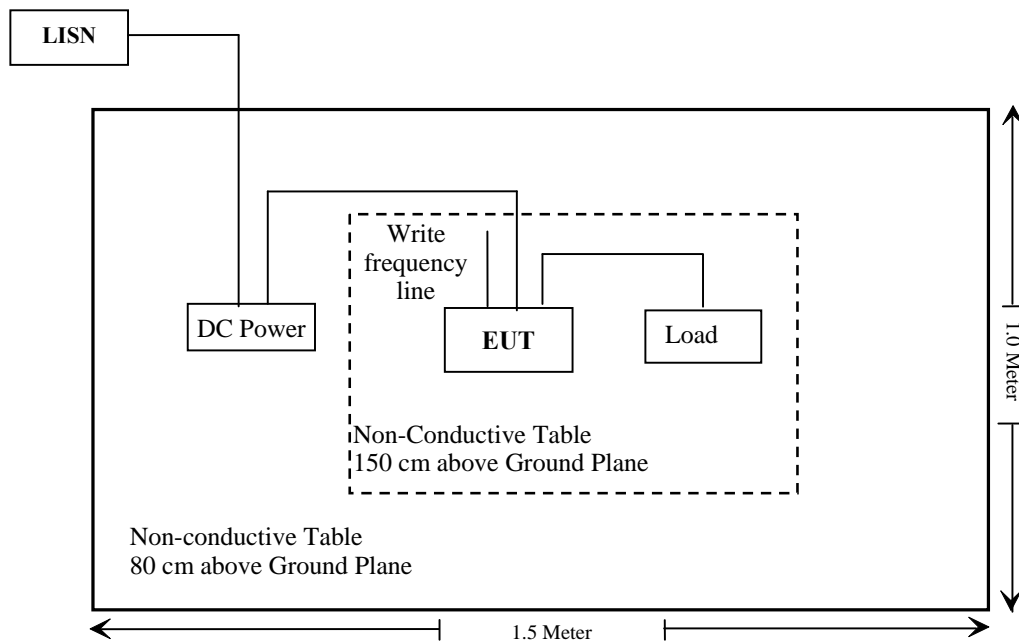 LISN
Write
frequency
line
DC Power
EUT
Load
1.0 Meter
Non-Conductive Table
150 cm above Ground Plane
Non-conductive Table
80 cm above Ground Plane
1.5 Meter